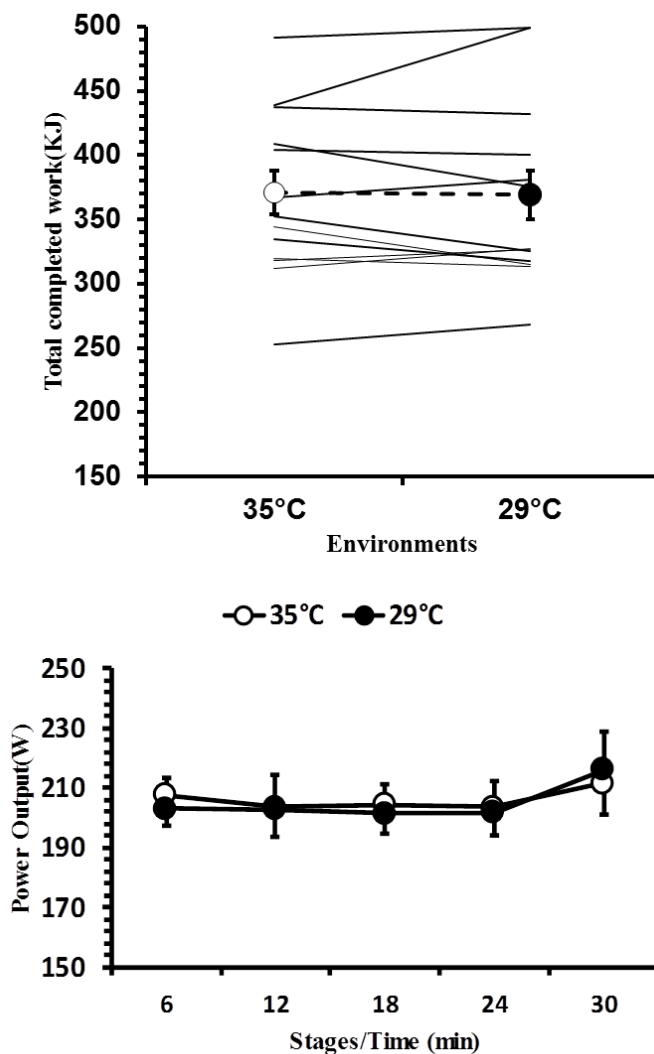 500
450
400
350
300
250
200
150
Total completed work(KJ)
35°C 29°C
Environments
35°C 29°C
250
230
210
190
170
150
Power Output(W)
6 12 18 24 30
Stages/Time (min)